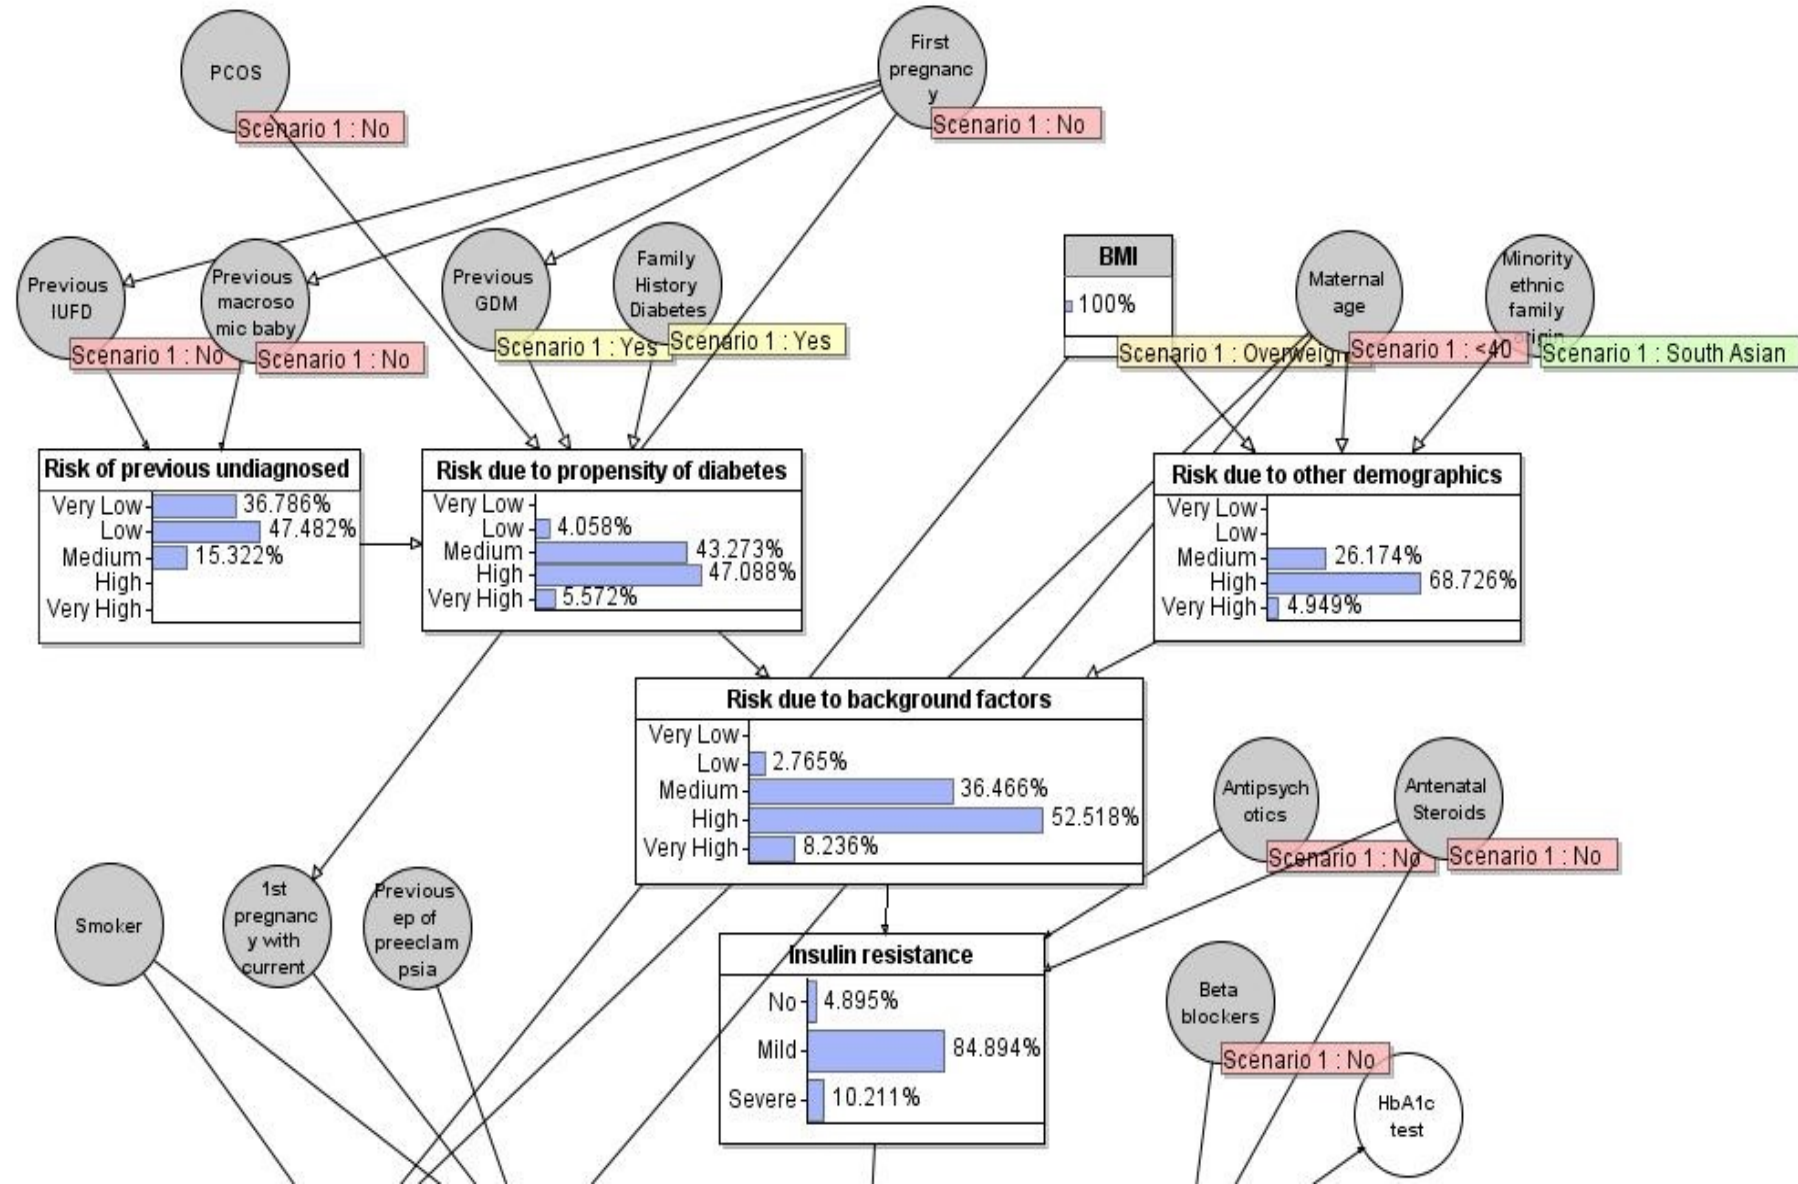 PCOS
Scenario 1 : No
First
pregnanc
y
Scenario 1 : No
Previous
IUFD
Scenario 1 : No
Previous
macroso
mic baby
Scenario 1 : No
Previous
GDM
Scenario 1 : Yes
Family
History
Diabetes
Scenario 1 : Yes
BMI
100%
Scenario 1 : Overweigh
Maternal
age
Scenario 1 : <40
Minority
ethnic
family
origin
Scenario 1 : South Asian
Risk of previous undiagnosed
Very Low 36.786%
Low 47.482%
Medium 15.322%
High
Very High
Risk due to propensity of diabetes
Very Low
Low 4.058%
Medium 43.273%
High 47.088%
Very High 5.572%
Risk due to other demographics
Very Low
Low
Medium 26.174%
High 68.726%
Very High 4.949%
Risk due to background factors
Very Low
Low 2.765%
Medium 36.466%
High 52.518%
Very High 8.236%
Antipsych
otics
Scenario 1 : No
Antenatal
Steroids
Scenario 1 : No
Smoker
1st
pregnanc
y with
current
Previous
ep of
preeclam
psia
Insulin resistance
No 4.895%
Mild 84.894%
Severe 10.211%
Beta
blockers
Scenario 1 : No
HbA1c
test